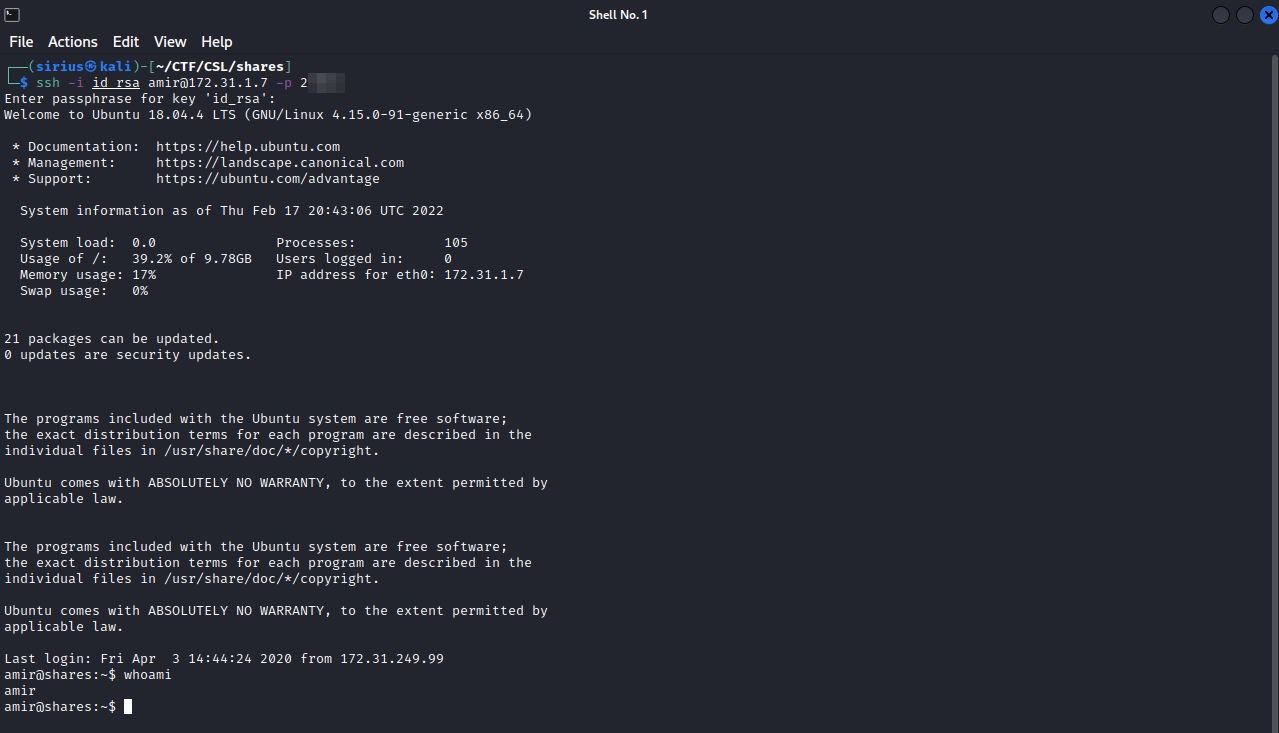 Shell No. 1
File Actions Edit View Help
┌──(sirius㉿kali)-[~/CTF/CSL/shares]
└─$ ssh -i id_rsa amir@172.31.1.7 -p 2
Enter passphrase for key 'id_rsa':
Welcome to Ubuntu 18.04.4 LTS (GNU/Linux 4.15.0-91-generic x86_64)
* Documentation: https://help.ubuntu.com
* Management: https://landscape.canonical.com
* Support: https://ubuntu.com/advantage
System information as of Thu Feb 17 20:43:06 UTC 2022
System load: 0.0 Processes: 105
Usage of /: 39.2% of 9.78GB Users logged in: 0
Memory usage: 17% IP address for eth0: 172.31.1.7
Swap usage: 0%
21 packages can be updated.
0 updates are security updates.
The programs included with the Ubuntu system are free software;
the exact distribution terms for each program are described in the
individual files in /usr/share/doc/*/copyright.
Ubuntu comes with ABSOLUTELY NO WARRANTY, to the extent permitted by
applicable law.
The programs included with the Ubuntu system are free software;
the exact distribution terms for each program are described in the
individual files in /usr/share/doc/*/copyright.
Ubuntu comes with ABSOLUTELY NO WARRANTY, to the extent permitted by
applicable law.
Last login: Fri Apr  3 14:44:24 2020 from 172.31.249.99
amir@shares:~$ whoami
amir
amir@shares:~$